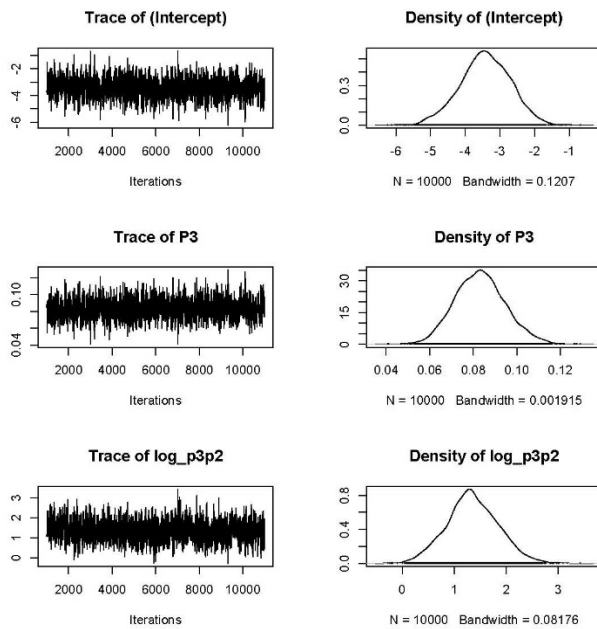 Trace of (Intercept)
-2
-4
-6
2000 4000 6000 8000 10000
Iterations
Density of (Intercept)
0.3
0.0
-6 -5 -4 -3 -2 -1
N = 10000 Bandwidth = 0.1207
Trace of P3
0.10
0.04
2000 4000 6000 8000 10000
Iterations
Density of P3
30
15
0
0.04 0.06 0.08 0.10 0.12
N = 10000 Bandwidth = 0.001915
Trace of log_p3p2
3
2
1
0
2000 4000 6000 8000 10000
Iterations
Density of log_p3p2
0.8
0.4
0.0
0 1 2 3
N = 10000 Bandwidth = 0.08176